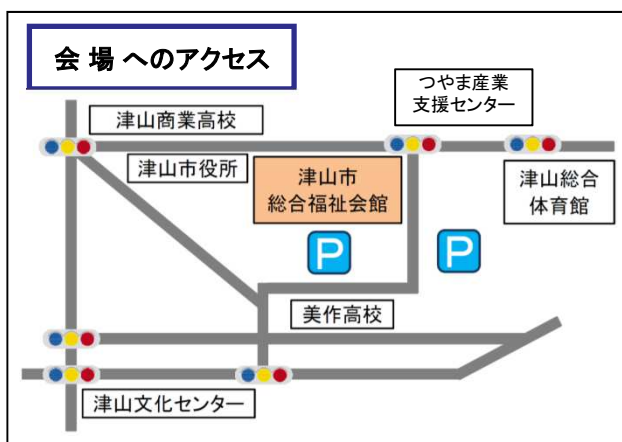 会 場 へのアクセス
つやま産業
支援センター
津山商業高校
津山市役所
津山市
総合福祉会館
津山総合
体育館
P
P
美作高校
津山文化センター